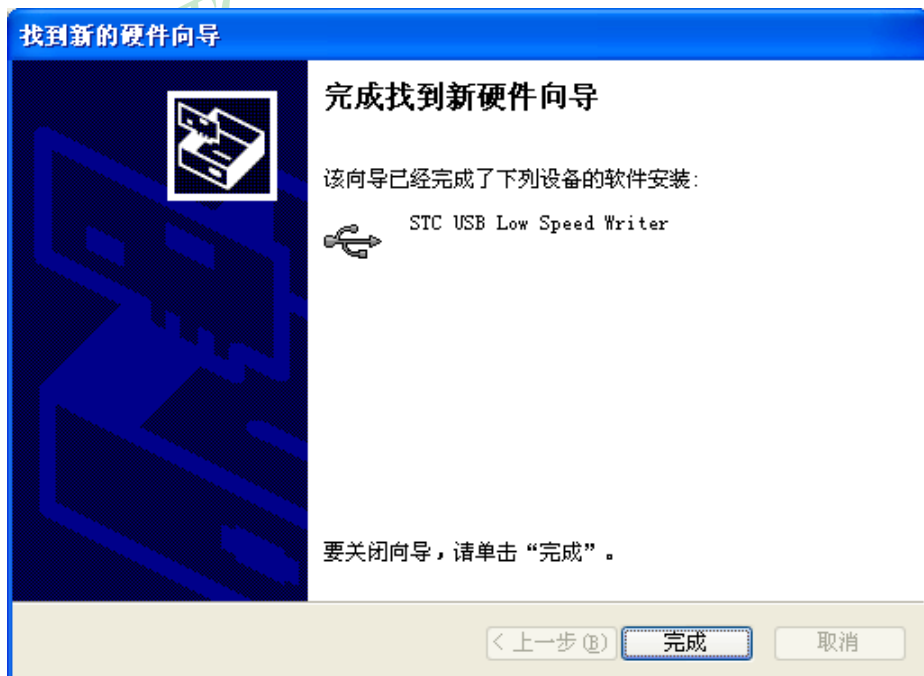 找到新的硬件向导
完成找到新硬件向导
该向导已经完成了下列设备的软件安装:
STC USB Low Speed Writer
要关闭向导，请单击“完成”。
< 上一步(B)
完成
取消